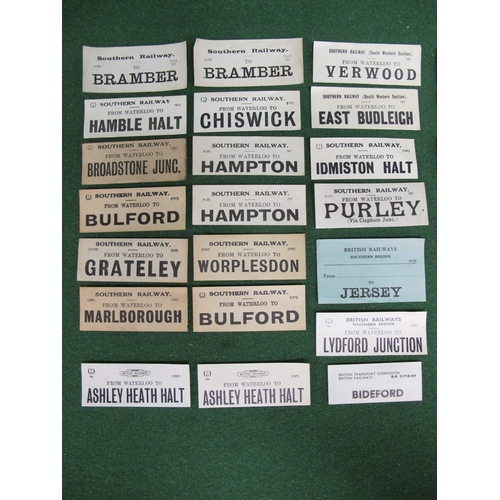 Southern Railway.
TO
BRAMBER
SOUTHERN RAILWAY.
FROM WATERLOO TO
HAMBLE HALT
SOUTHERN RAILWAY.
FROM WATERLOO TO
BROADSTONE JUNC.
SOUTHERN RAILWAY.
FROM WATERLOO TO
BULFORD
SOUTHERN RAILWAY.
FROM WATERLOO TO
GRATELEY
SOUTHERN RAILWAY.
FROM WATERLOO TO
MARLBOROUGH
FROM WATERLOO TO
ASHLEY HEATH HALT
Southern Railway.
TO
BRAMBER
SOUTHERN RAILWAY.
FROM WATERLOO TO
CHISWICK
SOUTHERN RAILWAY.
FROM WATERLOO TO
HAMPTON
SOUTHERN RAILWAY.
FROM WATERLOO TO
HAMPTON
SOUTHERN RAILWAY.
FROM WATERLOO TO
WORPLESDON
SOUTHERN RAILWAY.
FROM WATERLOO TO
BULFORD
FROM WATERLOO TO
ASHLEY HEATH HALT
SOUTHERN RAILWAY (South Western Section).
FROM WATERLOO TO
VERWOOD
SOUTHERN RAILWAY (South Western Section).
FROM WATERLOO TO
EAST BUDLEIGH
SOUTHERN RAILWAY.
FROM WATERLOO TO
IDMISTON HALT
SOUTHERN RAILWAY.
FROM WATERLOO TO
PURLEY
(Via Clapham Junc.)
BRITISH RAILWAYS
SOUTHERN REGION
From
TO
JERSEY
BRITISH RAILWAYS
SOUTHERN REGION
FROM WATERLOO TO
LYDFORD JUNCTION
BRITISH TRANSPORT COMMISSION
BRITISH RAILWAYS
BIDEFORD